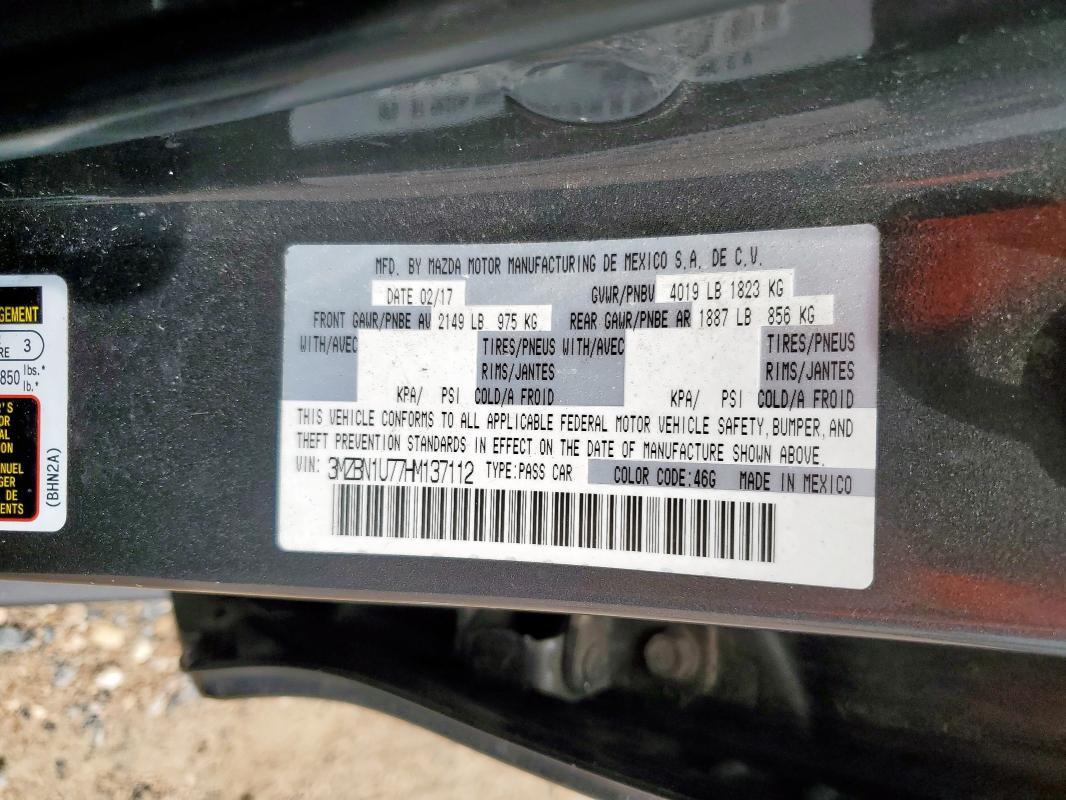 MFD. BY MAZDA MOTOR MANUFACTURING DE MEXICO S.A. DE C.V.
DATE 02/17 GVWR/PNBV 4019 LB 1823 KG
FRONT GAWR/PNBE AV 2149 LB 975 KG REAR GAWR/PNBE AR 1887 LB 856 KG
WITH/AVEC TIRES/PNEUS WITH/AVEC TIRES/PNEUS
RIMS/JANTES RIMS/JANTES
KPA/ PSI COLD/A FROID KPA/ PSI COLD/A FROID
THIS VEHICLE CONFORMS TO ALL APPLICABLE FEDERAL MOTOR VEHICLE SAFETY, BUMPER, AND
THEFT PREVENTION STANDARDS IN EFFECT ON THE DATE OF MANUFACTURE SHOWN ABOVE.
VIN: 3MZBN1U77HM137112 TYPE:PASS CAR COLOR CODE:46G MADE IN MEXICO
3
850 lbs.*
lb.*
(BHN2A)